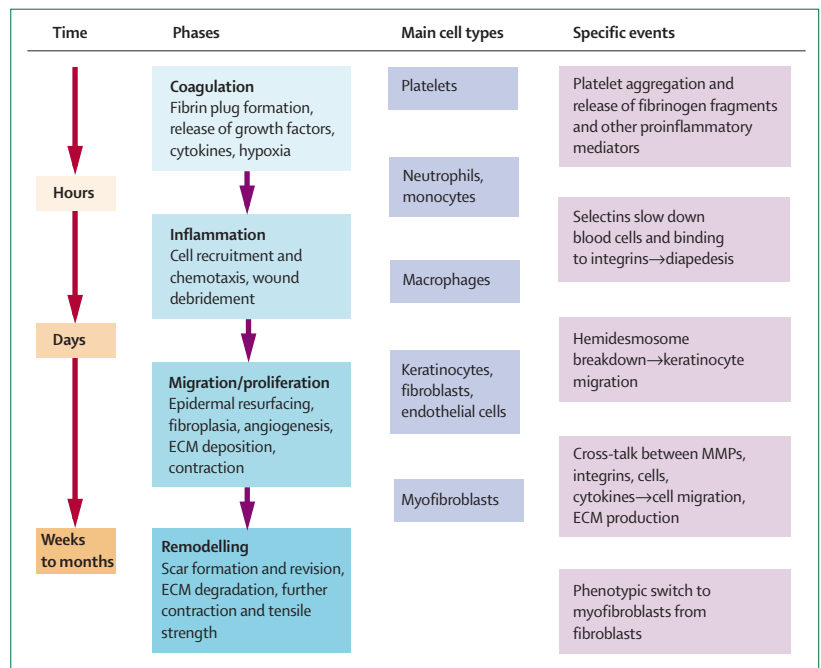 Time
Phases
Main cell types
Specific events
Hours
Days
Weeks
to months
Coagulation
Fibrin plug formation,
release of growth factors,
cytokines, hypoxia
Inflammation
Cell recruitment and
chemotaxis, wound
debridement
Migration/proliferation
Epidermal resurfacing,
fibroplasia, angiogenesis,
ECM deposition,
contraction
Remodelling
Scar formation and revision,
ECM degradation, further
contraction and tensile
strength
Platelets
Neutrophils,
monocytes
Macrophages
Keratinocytes,
fibroblasts,
endothelial cells
Myofibroblasts
Platelet aggregation and
release of fibrinogen fragments
and other proinflammatory
mediators
Selectins slow down
blood cells and binding
to integrins→diapedesis
Hemidesmosome
breakdown→keratinocyte
migration
Cross-talk between MMPs,
integrins, cells,
cytokines→cell migration,
ECM production
Phenotypic switch to
myofibroblasts from
fibroblasts